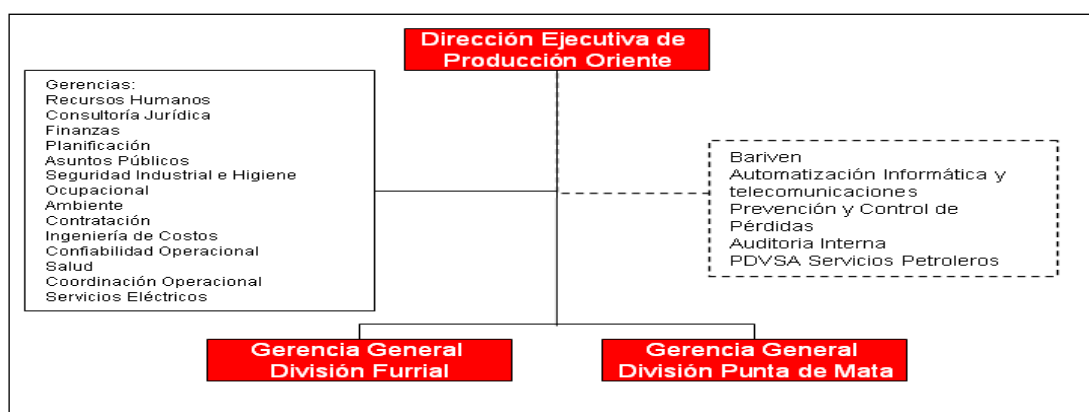 Dirección Ejecutiva de
Producción Oriente
Gerencias:
Recursos Humanos
Consultoría Jurídica
Finanzas
Planificación
Asuntos Públicos
Seguridad Industrial e Higiene
Ocupacional
Ambiente
Contratación
Ingeniería de Costos
Confiabilidad Operacional
Salud
Coordinación Operacional
Servicios Eléctricos
Bariven
Automatización Informática y
telecomunicaciones
Prevención y Control de
Pérdidas
Auditoria Interna
PDVSA Servicios Petroleros
Gerencia General
División Furrial
Gerencia General
División Punta de Mata